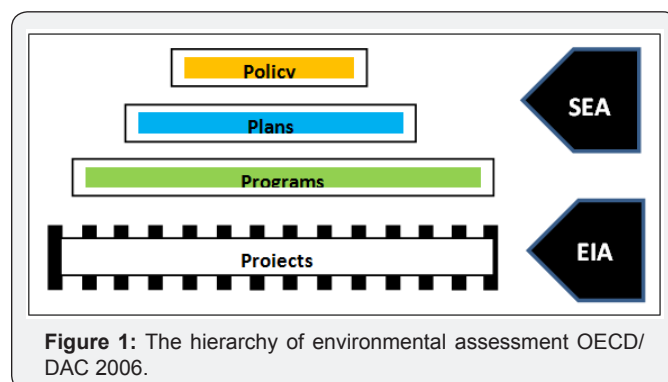 Policy
SEA
Plans
Programs
EIA
Projects
Figure 1: The hierarchy of environmental assessment OECD/
DAC 2006.